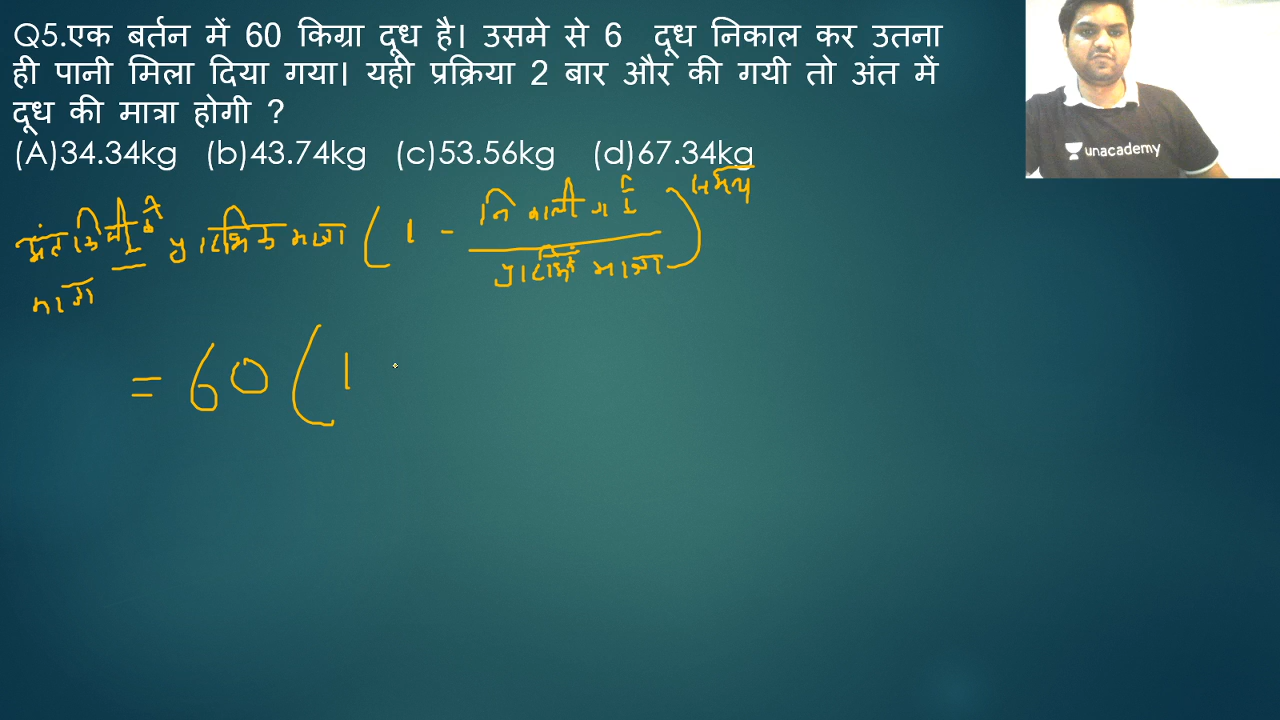 Q5.एक बर्तन में 60 किग्रा दूध है। उसमे से 6 दूध निकाल कर उतना
ही पानी मिला दिया गया। यही प्रक्रिया 2 बार और की गयी तो अंत में
दूध की मात्रा होगी ?
(A)34.34kg (b)43.74kg (c)53.56kg (d)67.34kg
unacademy
मात्रा ( 1 -
मात्रा )
= 60 ( 1